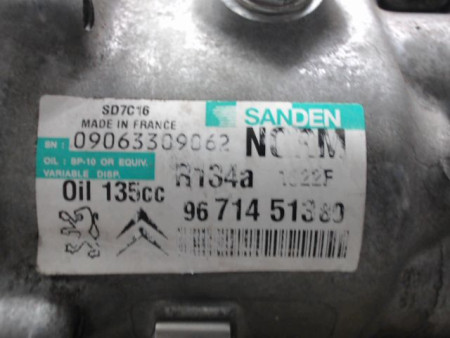 SD7C16
SANDEN
MADE IN FRANCE
SN : 09063309062
OIL : SP-10 OR EQUIV.
VARIABLE DISP.
R134a
Oil 135cc
96 714 513 80